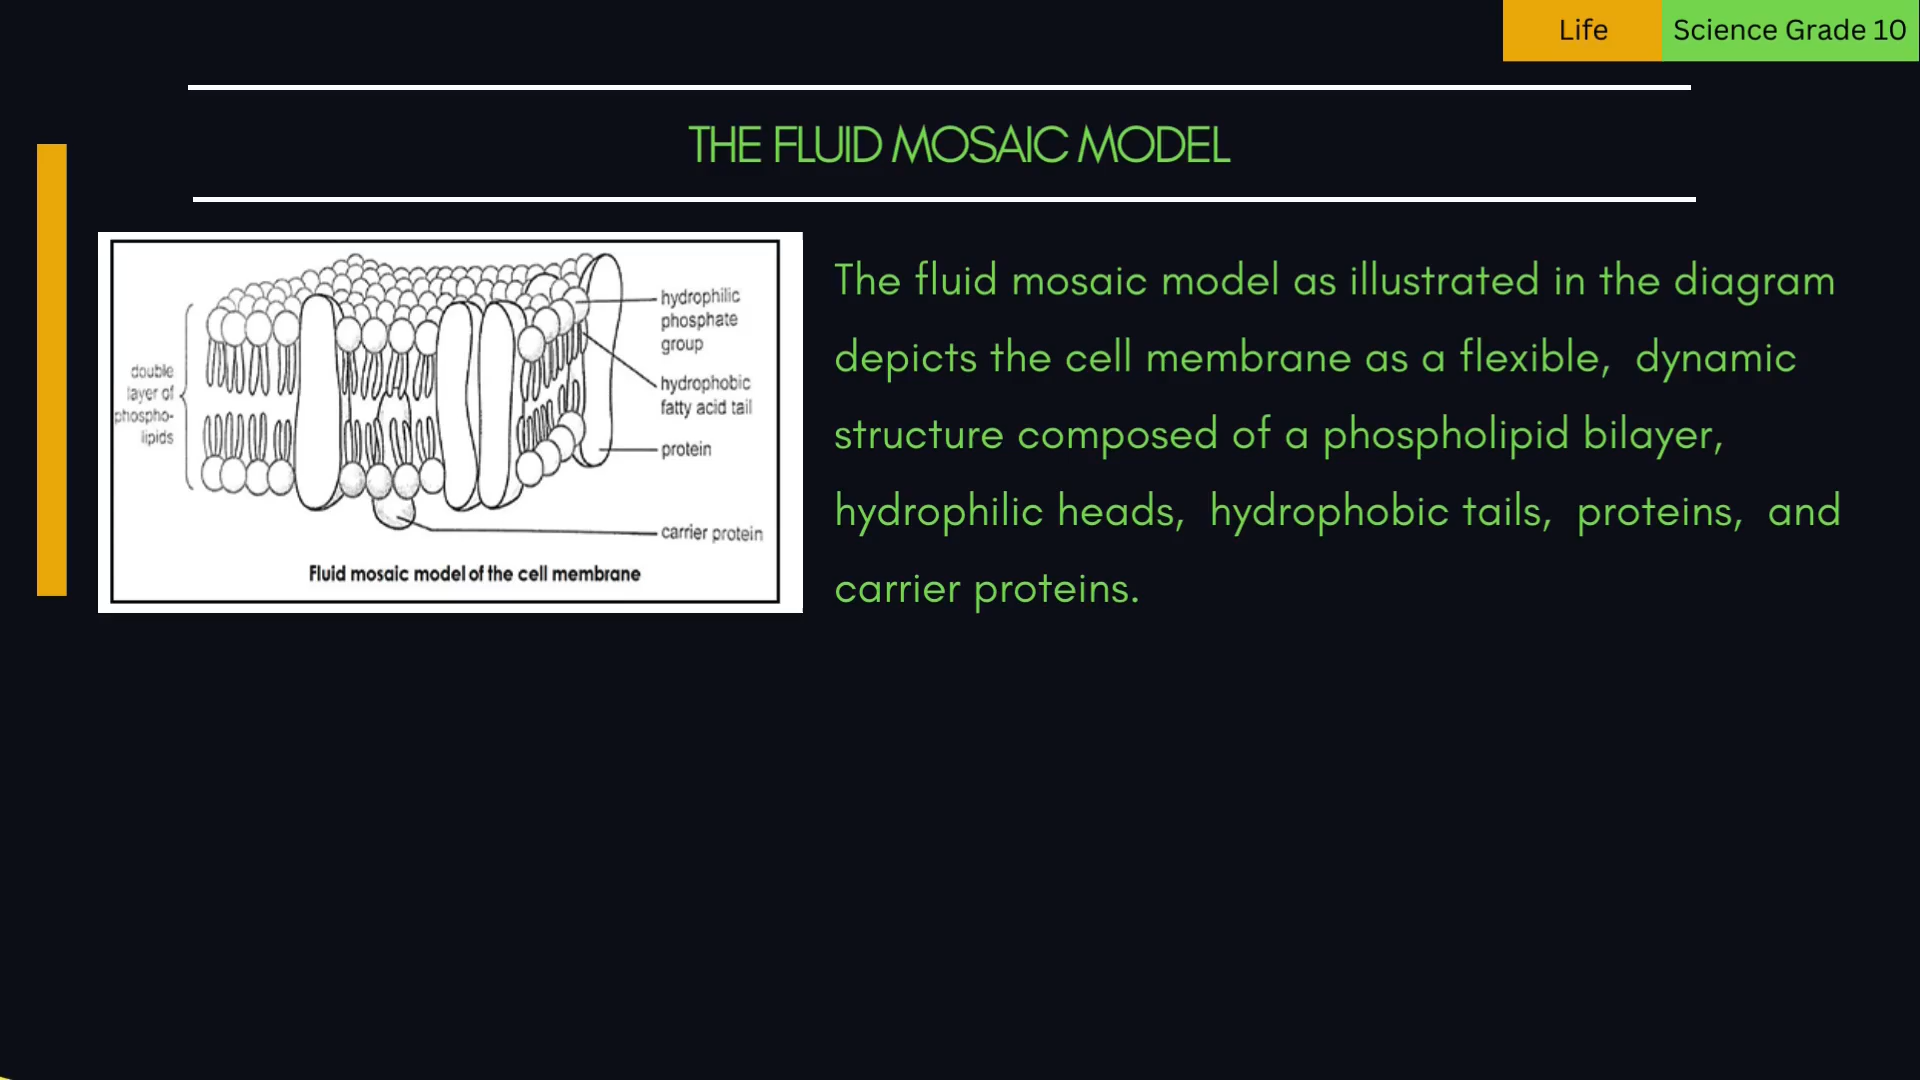 Life
Science Grade 10
THE FLUID MOSAIC MODEL
double
layer of
phospho-
lipids
hydrophilic
phosphate
group
hydrophobic
fatty acid tail
protein
carrier protein
Fluid mosaic model of the cell membrane
The fluid mosaic model as illustrated in the diagram
depicts the cell membrane as a flexible, dynamic
structure composed of a phospholipid bilayer,
hydrophilic heads, hydrophobic tails, proteins, and
carrier proteins.